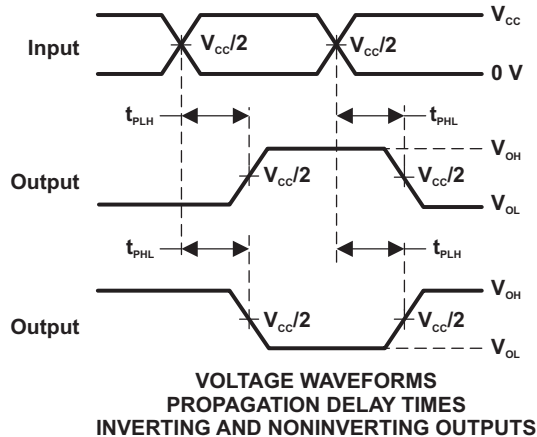 V_CC
Input
V_CC/2
V_CC/2
0 V
t_PLH
t_PHL
V_OH
Output
V_CC/2
V_CC/2
V_OL
t_PHL
t_PLH
V_OH
Output
V_CC/2
V_CC/2
V_OL
VOLTAGE WAVEFORMS
PROPAGATION DELAY TIMES
INVERTING AND NONINVERTING OUTPUTS